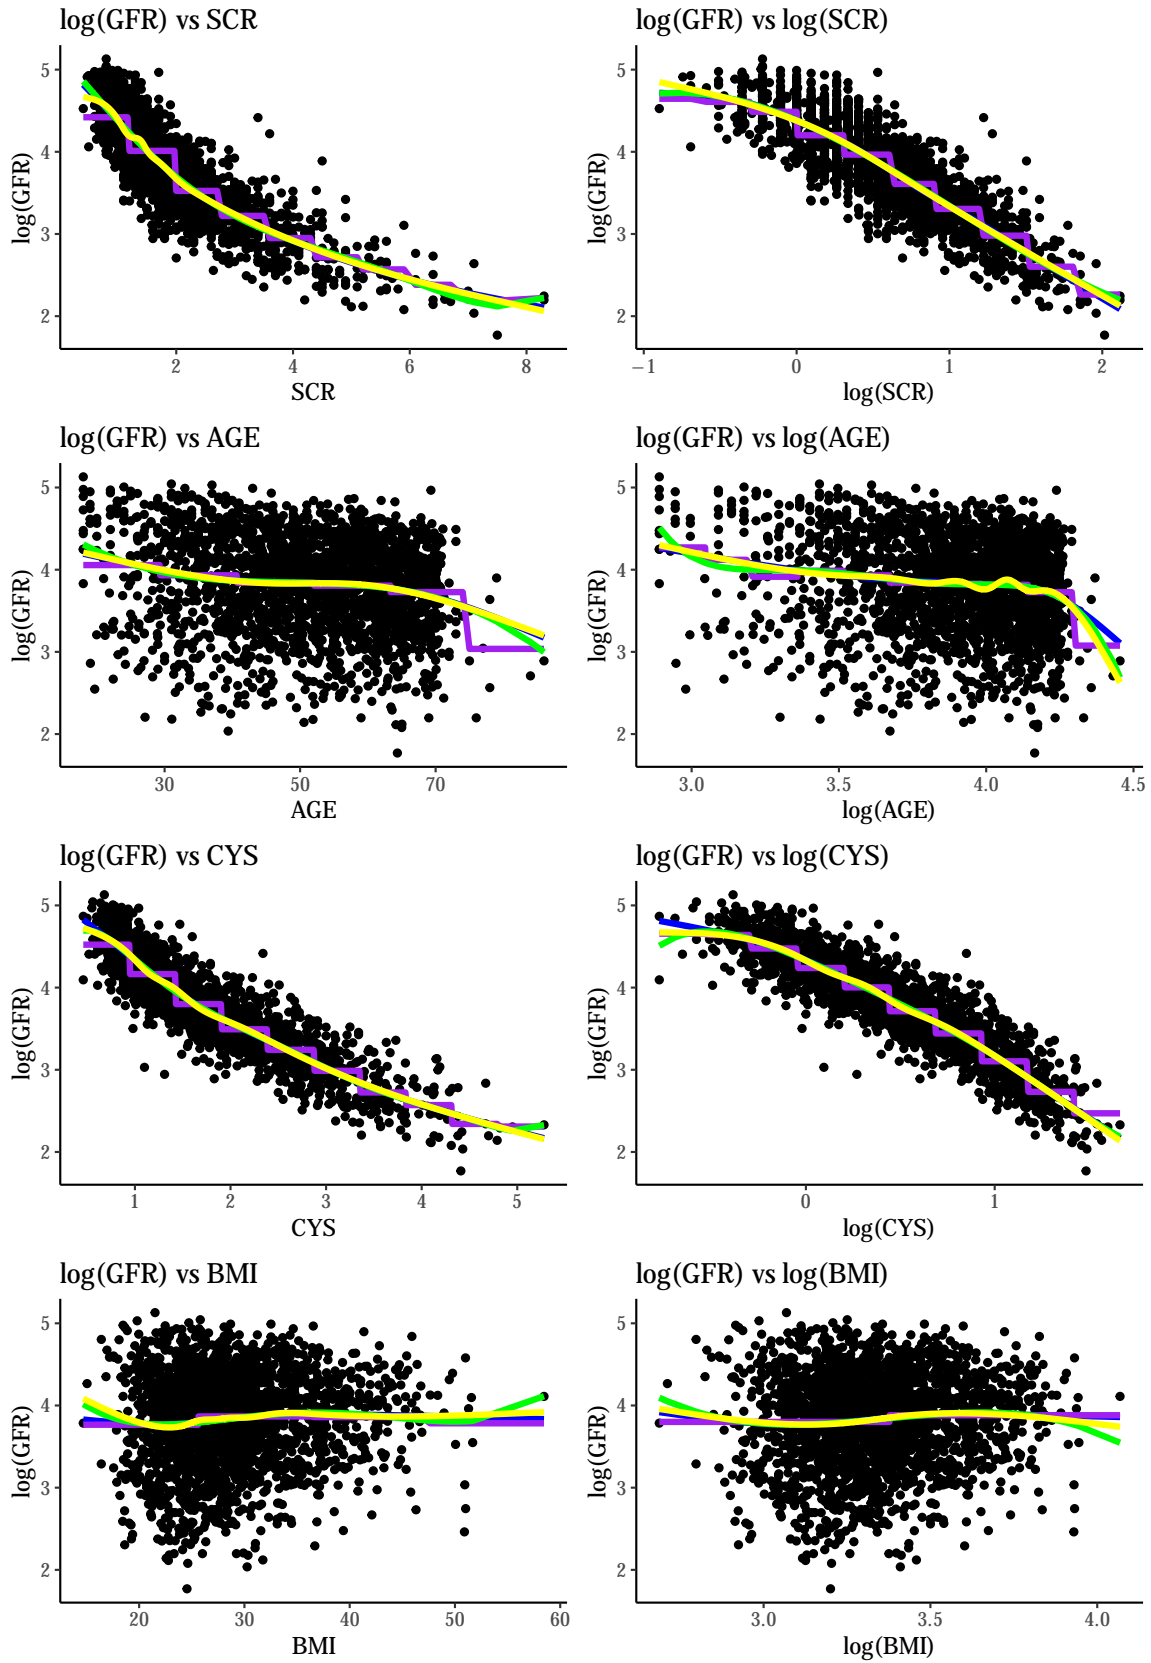 log(GFR) vs SCR
log(GFR)
5
4
3
2
2 4 6 8
SCR
log(GFR) vs log(SCR)
log(GFR)
5
4
3
2
−1 0 1 2
log(SCR)
log(GFR) vs AGE
log(GFR)
5
4
3
2
30 50 70
AGE
log(GFR) vs log(AGE)
log(GFR)
5
4
3
2
3.0 3.5 4.0 4.5
log(AGE)
log(GFR) vs CYS
log(GFR)
5
4
3
2
1 2 3 4 5
CYS
log(GFR) vs log(CYS)
log(GFR)
5
4
3
2
0 1
log(CYS)
log(GFR) vs BMI
log(GFR)
5
4
3
2
20 30 40 50 60
BMI
log(GFR) vs log(BMI)
log(GFR)
5
4
3
2
3.0 3.5 4.0
log(BMI)